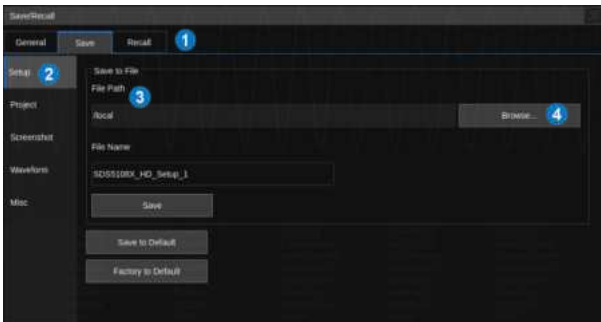 Save/Recall
General Save Recall 1
Setup 2
Save to File
File Path
3
Project
/local
Browse... 4
Screenshot
File Name
Waveform
SDS5108X_HD_Setup_1
Misc
Save
Save to Default
Factory to Default